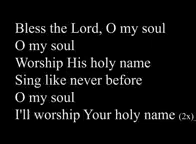 Bless the Lord, O my soul
O my soul
Worship His holy name
Sing like never before
O my soul
I'll worship Your holy name (2x)